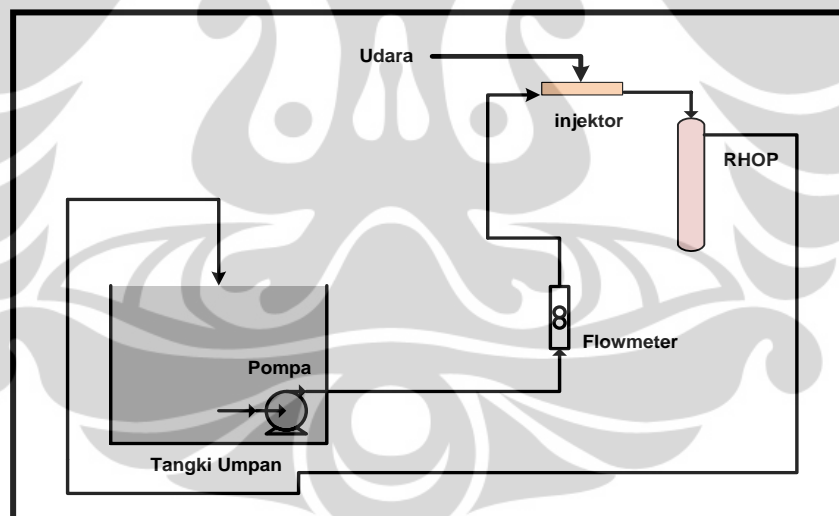 Udara
injektor
RHOP
Flowmeter
Pompa
Tangki Umpan